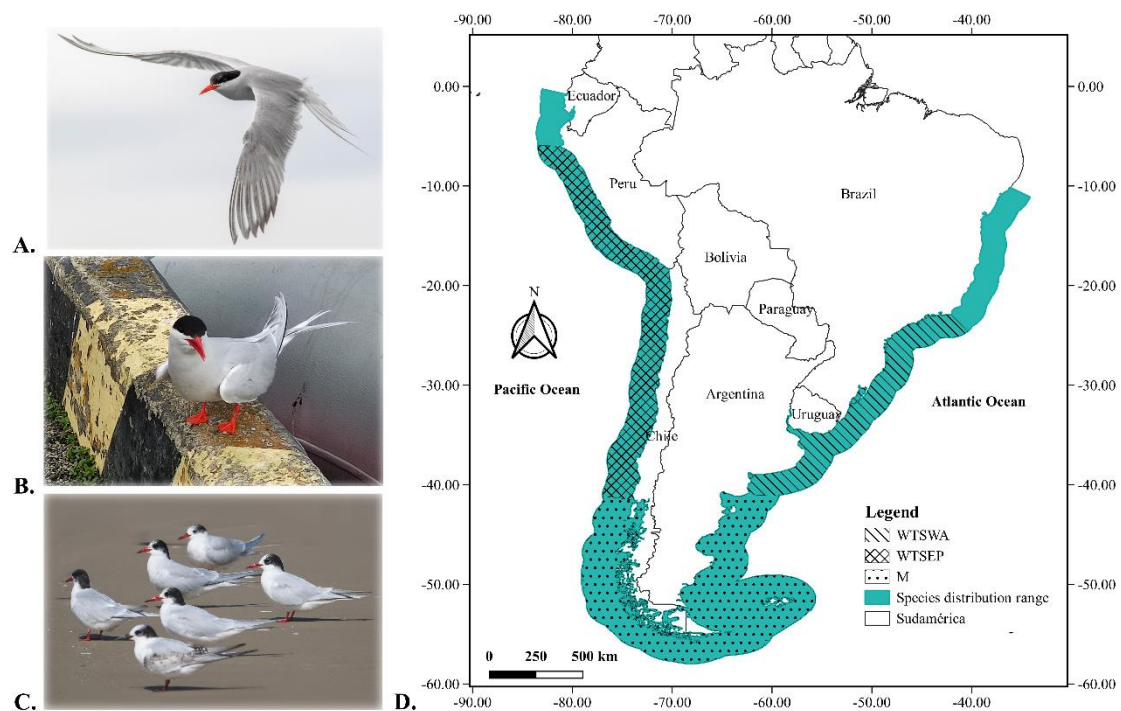 A.
B.
C.
D.
-90.00 -80.00 -70.00 -60.00 -50.00 -40.00
0.00 0.00
-10.00 -10.00
-20.00 -20.00
-30.00 -30.00
-40.00 -40.00
-50.00 -50.00
-60.00 -60.00
-90.00 -80.00 -70.00 -60.00 -50.00 -40.00
Ecuador
Peru
Brazil
Bolivia
Paraguay
N
Pacific Ocean
Argentina
Atlantic Ocean
Uruguay
Chile
Legend
WTSWA
WTSEP
M
Species distribution range
Sudamérica
0 250 500 km